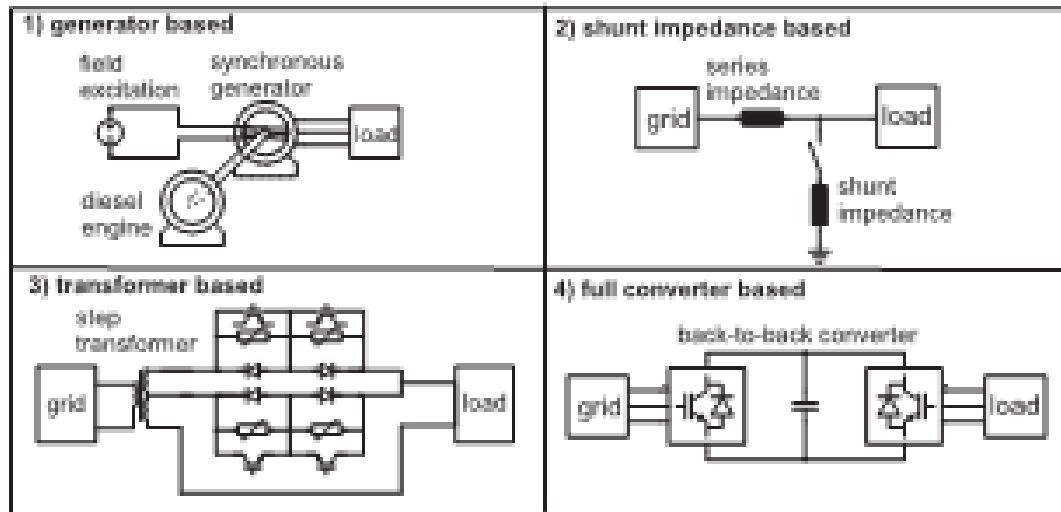 1) generator based
field
excitation
synchronous
generator
load
diesel
engine
2) shunt impedance based
series
impedance
grid
load
shunt
impedance
3) transformer based
step
transformer
grid
load
4) full converter based
back-to-back converter
grid
load